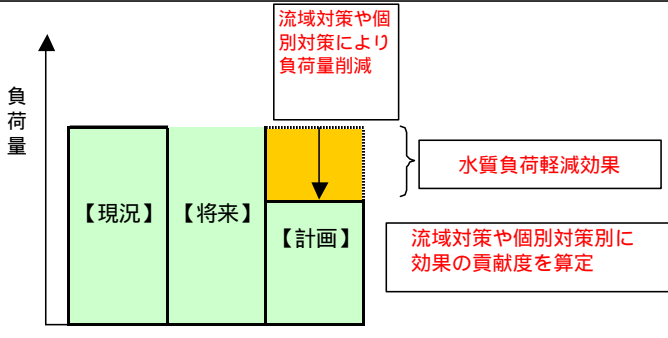 流域対策や個
別対策により
負荷量削減
負
荷
量
水質負荷軽減効果
【現況】
【将来】
【計画】
流域対策や個別対策別に
効果の貢献度を算定